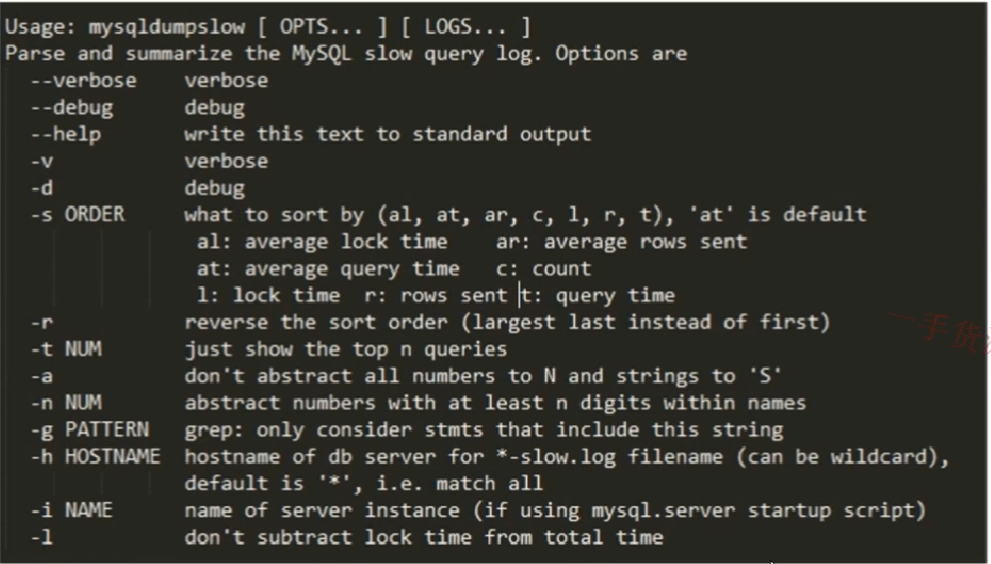 Usage: mysqldumpslow [ OPTS... ] [ LOGS... ]
Parse and summarize the MySQL slow query log. Options are
--verbose    verbose
--debug      debug
--help       write this text to standard output
-v           verbose
-d           debug
-s ORDER     what to sort by (al, at, ar, c, l, r, t), 'at' is default
al: average lock time    ar: average rows sent
at: average query time   c: count
l: lock time  r: rows sent t: query time
-r           reverse the sort order (largest last instead of first)
-t NUM       just show the top n queries
-a           don't abstract all numbers to N and strings to 'S'
-n NUM       abstract numbers with at least n digits within names
-g PATTERN   grep: only consider stmts that include this string
-h HOSTNAME  hostname of db server for *-slow.log filename (can be wildcard),
default is '*', i.e. match all
-i NAME      name of server instance (if using mysql.server startup script)
-l           don't subtract lock time from total time
一手货